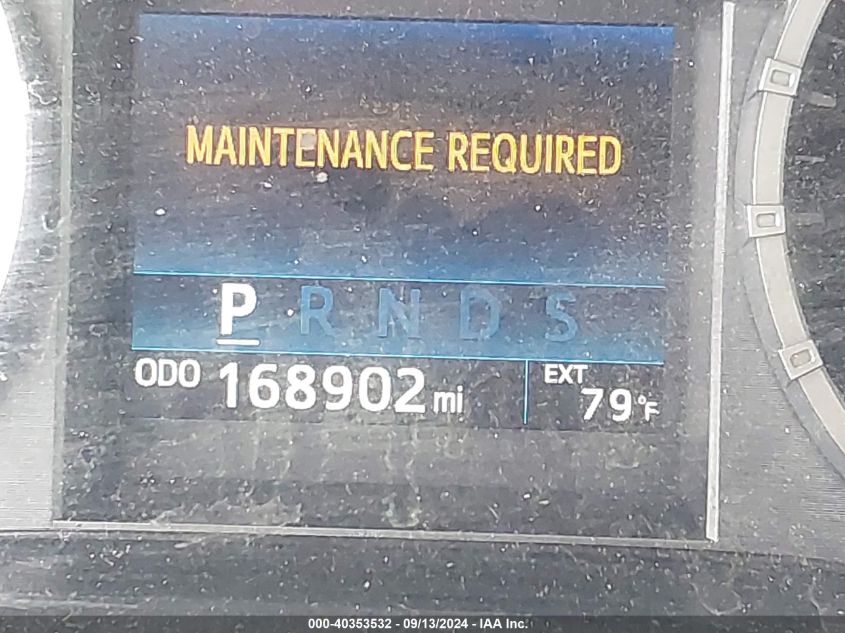 MAINTENANCE REQUIRED
P R N D S
ODO 168902 mi EXT 79°F
000-40353532 - 09/13/2024 - IAA Inc.